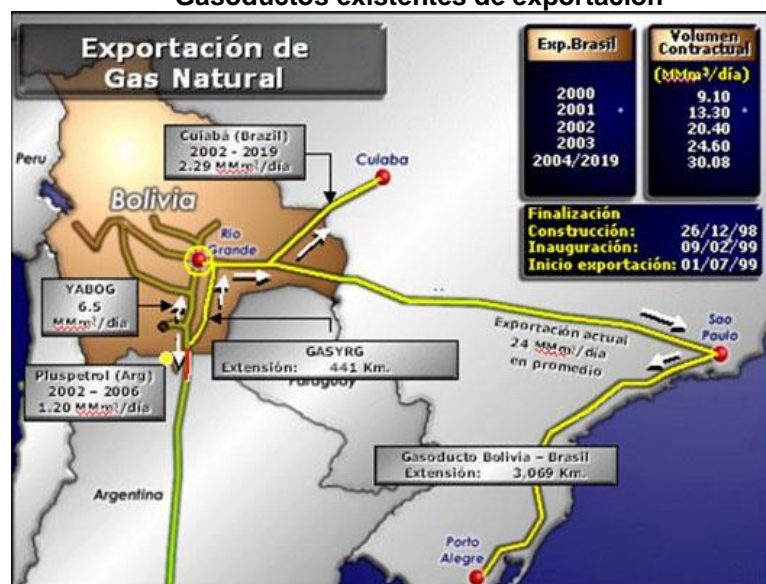 Gasoductos existentes de exportación
Exportación de
Gas Natural
Exp.Brasil
2000
2001
2002
2003
2004/2019
Volumen
Contractual
(MMm³/día)
9.10
13.30
20.40
24.60
30.08
Finalización
Construcción: 26/12/98
Inauguración: 09/02/99
Inicio exportación: 01/07/99
Cuiabá (Brazil)
2002 - 2019
2.29 MMm³/día
Cuiaba
Peru
Bolivia
Río
Grande
YABOG
6.5
MMm³/día
GASYRG
Extensión: 441 Km.
Paraguay
Pluspetrol (Arg)
2002 - 2006
1.20 MMm³/día
Exportación actual
24 MMm³/día
en promedio
Sao
Paulo
Gasoducto Bolivia - Brasil
Extensión: 3,069 Km.
Argentina
Porto
Alegre